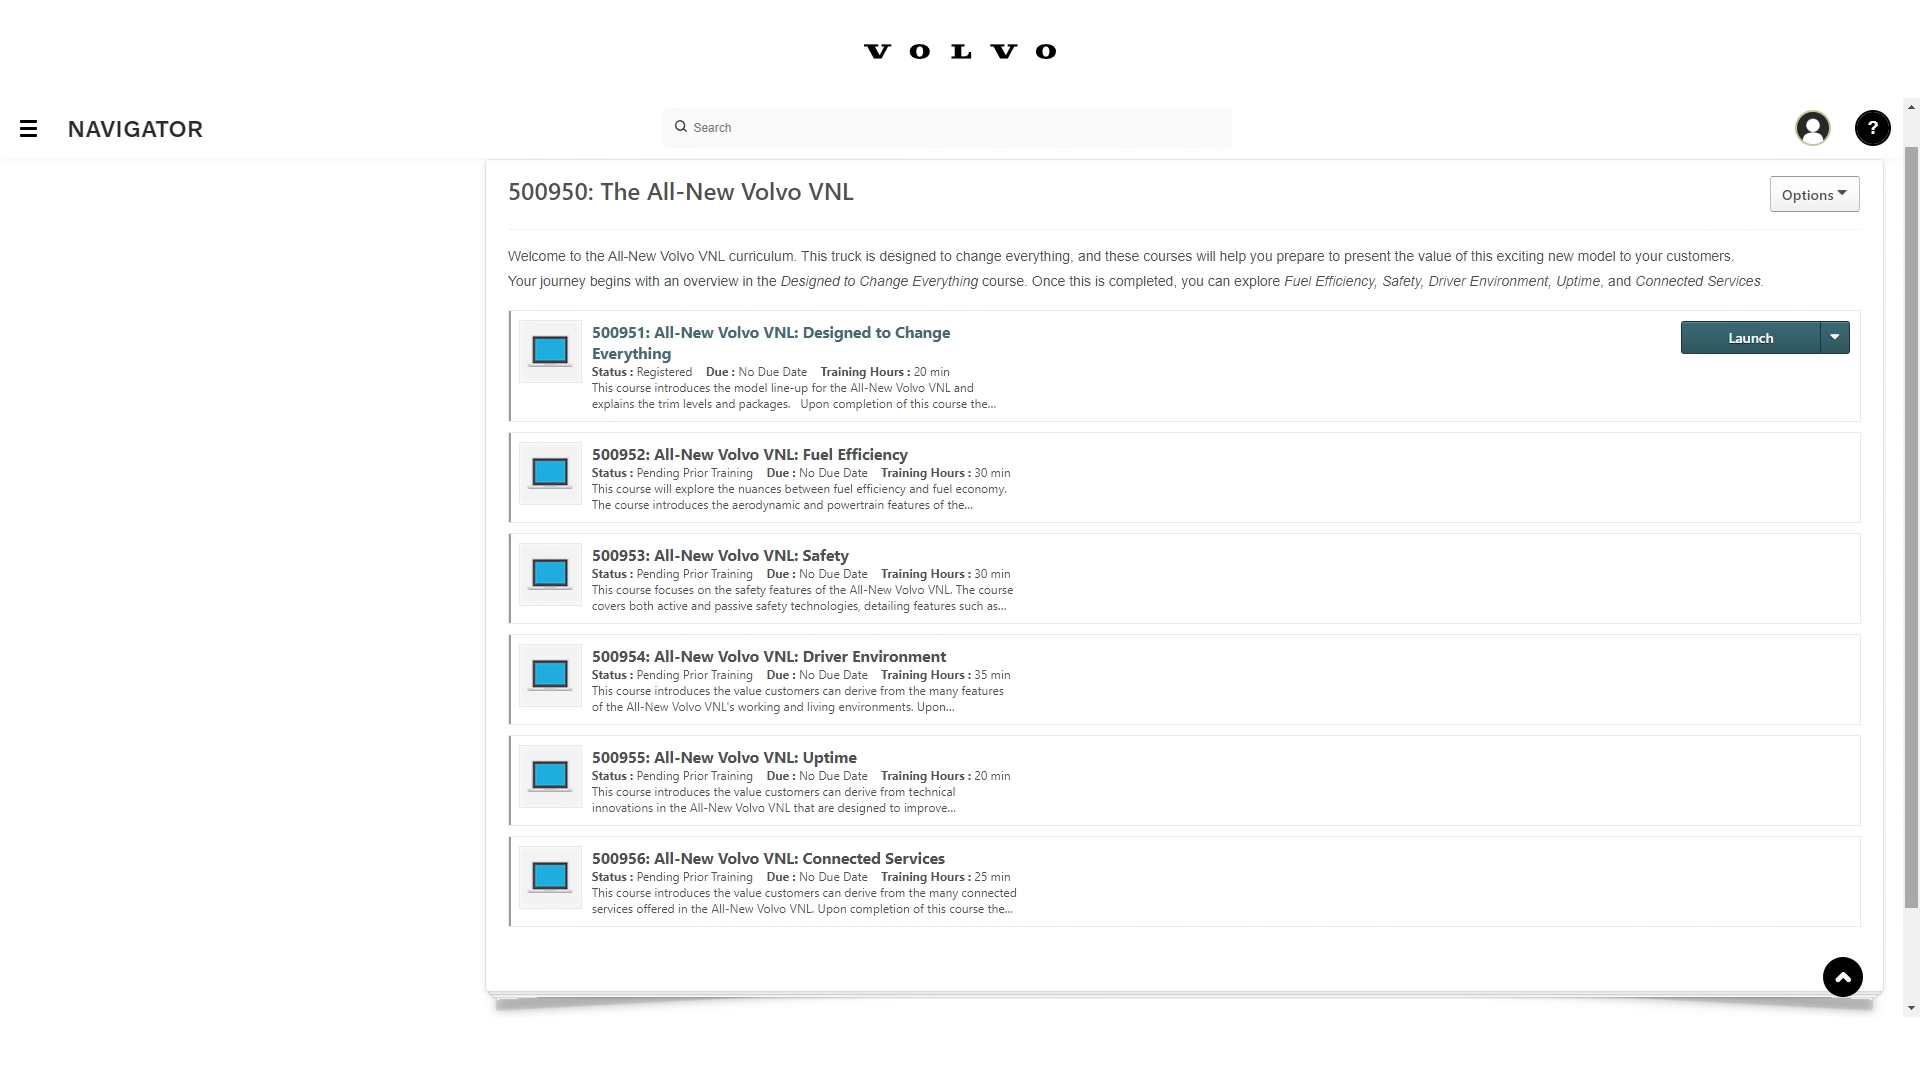 VOLVO
NAVIGATOR
Search
?
500950: The All-New Volvo VNL
Options
Welcome to the All-New Volvo VNL curriculum. This truck is designed to change everything, and these courses will help you prepare to present the value of this exciting new model to your customers.
Your journey begins with an overview in the Designed to Change Everything course. Once this is completed, you can explore Fuel Efficiency, Safety, Driver Environment, Uptime, and Connected Services.
500951: All-New Volvo VNL: Designed to Change
Everything
Launch
Status : Registered Due : No Due Date Training Hours : 20 min
This course introduces the model line-up for the All-New Volvo VNL and
explains the trim levels and packages. Upon completion of this course the...
500952: All-New Volvo VNL: Fuel Efficiency
Status : Pending Prior Training Due : No Due Date Training Hours : 30 min
This course will explore the nuances between fuel efficiency and fuel economy.
The course introduces the aerodynamic and powertrain features of the...
500953: All-New Volvo VNL: Safety
Status : Pending Prior Training Due : No Due Date Training Hours : 30 min
This course focuses on the safety features of the All-New Volvo VNL. The course
covers both active and passive safety technologies, detailing features such as...
500954: All-New Volvo VNL: Driver Environment
Status : Pending Prior Training Due : No Due Date Training Hours : 35 min
This course introduces the value customers can derive from the many features
of the All-New Volvo VNL's working and living environments. Upon...
500955: All-New Volvo VNL: Uptime
Status : Pending Prior Training Due : No Due Date Training Hours : 20 min
This course introduces the value customers can derive from technical
innovations in the All-New Volvo VNL that are designed to improve...
500956: All-New Volvo VNL: Connected Services
Status : Pending Prior Training Due : No Due Date Training Hours : 25 min
This course introduces the value customers can derive from the many connected
services offered in the All-New Volvo VNL. Upon completion of this course the...